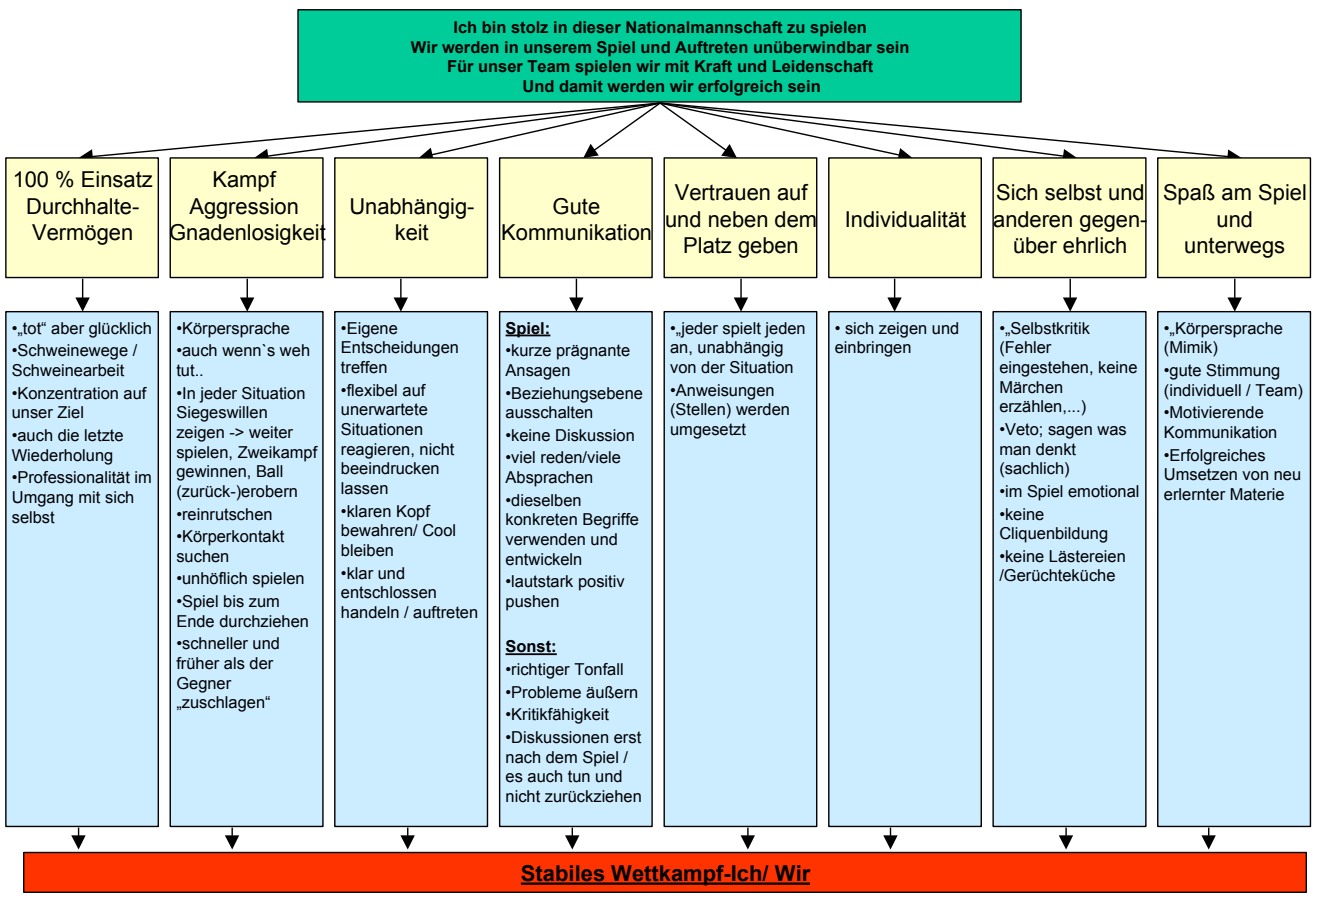 Ich bin stolz in dieser Nationalmannschaft zu spielen
Wir werden in unserem Spiel und Auftreten unüberwindbar sein
Für unser Team spielen wir mit Kraft und Leidenschaft
Und damit werden wir erfolgreich sein
100 % Einsatz
Durchhalte-
Vermögen
Kampf
Aggression
Gnadenlosigkeit
Unabhängig-
keit
Gute
Kommunikation
Vertrauen auf
und neben dem
Platz geben
Individualität
Sich selbst und
anderen gegen-
über ehrlich
Spaß am Spiel
und
unterwegs
•„tot“ aber glücklich
•Schweinewege /
Schweinearbeit
•Konzentration auf
unser Ziel
•auch die letzte
Wiederholung
•Professionalität im
Umgang mit sich
selbst
•Körpersprache
•auch wenn`s weh
tut..
•In jeder Situation
Siegeswillen
zeigen -> weiter
spielen, Zweikampf
gewinnen, Ball
(zurück-)erobern
•reinrutschen
•Körperkontakt
suchen
•unhöflich spielen
•Spiel bis zum
Ende durchziehen
•schneller und
früher als der
Gegner
„zuschlagen“
•Eigene
Entscheidungen
treffen
•flexibel auf
unerwartete
Situationen
reagieren, nicht
beeindrucken
lassen
•klaren Kopf
bewahren/ Cool
bleiben
•klar und
entschlossen
handeln / auftreten
Spiel:
•kurze prägnante
Ansagen
•Beziehungsebene
ausschalten
•keine Diskussion
•viel reden/viele
Absprachen
•dieselben
konkreten Begriffe
verwenden und
entwickeln
•lautstark positiv
pushen
Sonst:
•richtiger Tonfall
•Probleme äußern
•Kritikfähigkeit
•Diskussionen erst
nach dem Spiel /
es auch tun und
nicht zurückziehen
•„jeder spielt jeden
an, unabhängig
von der Situation
•Anweisungen
(Stellen) werden
umgesetzt
• sich zeigen und
einbringen
•„Selbstkritik
(Fehler
eingestehen, keine
Märchen
erzählen,...)
•Veto; sagen was
man denkt
(sachlich)
•im Spiel emotional
•keine
Cliquenbildung
•keine Lästereien
/Gerüchteküche
•„Körpersprache
(Mimik)
•gute Stimmung
(individuell / Team)
•Motivierende
Kommunikation
•Erfolgreiches
Umsetzen von neu
erlernter Materie
Stabiles Wettkampf-Ich/ Wir